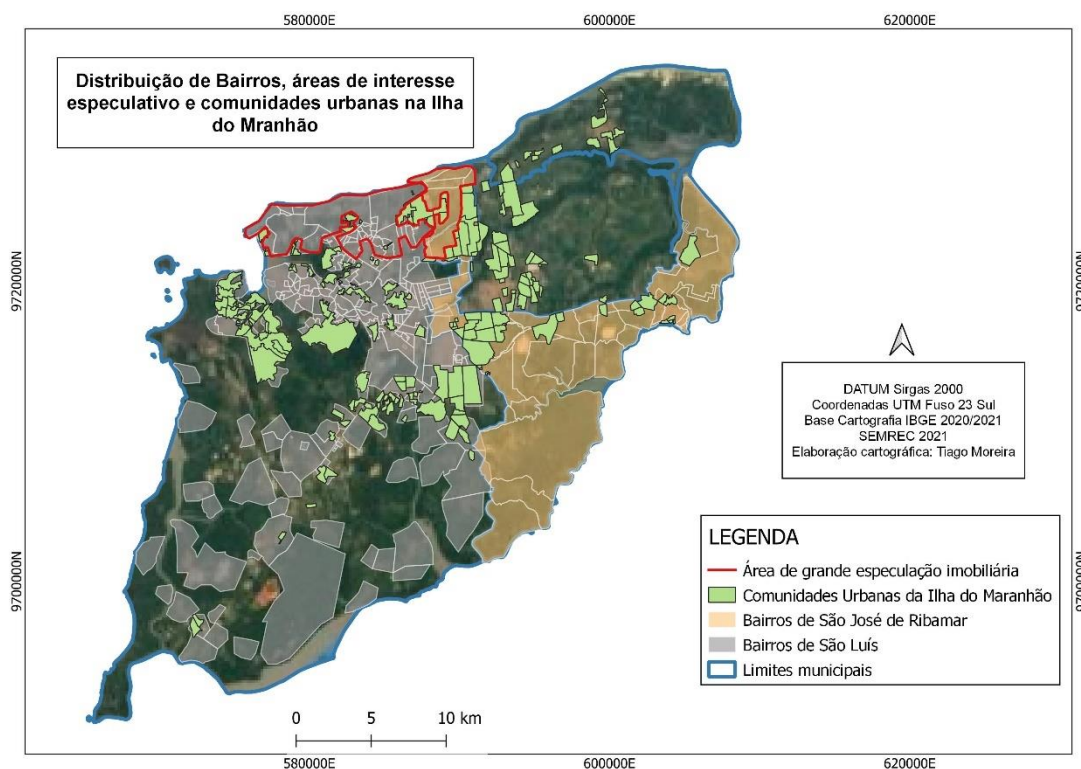 580000E
600000E
620000E
Distribuição de Bairros, áreas de interesse
especulativo e comunidades urbanas na Ilha
do Mranhão
9720000N
9720000N
DATUM Sirgas 2000
Coordenadas UTM Fuso 23 Sul
Base Cartografia IBGE 2020/2021
SEMREC 2021
Elaboração cartográfica: Tiago Moreira
LEGENDA
Área de grande especulação imobiliária
Comunidades Urbanas da Ilha do Maranhão
Bairros de São José de Ribamar
Bairros de São Luís
Limites municipais
9700000N
9700000N
0 5 10 km
580000E
600000E
620000E